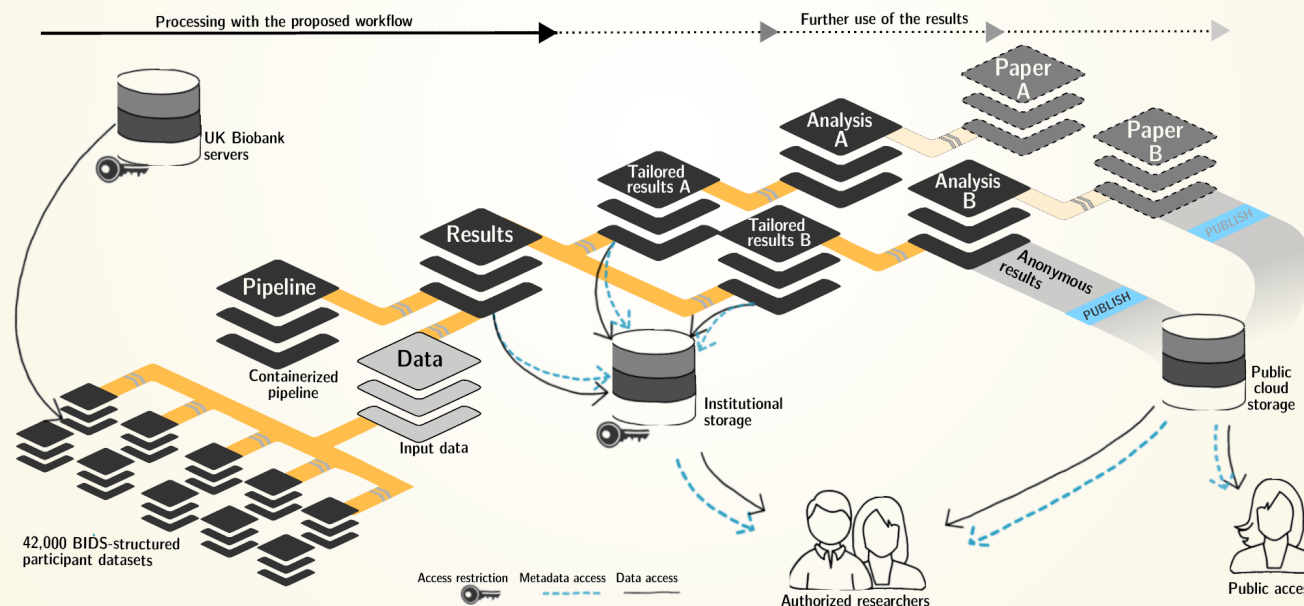 Processing with the proposed workflow
Further use of the results
UK Biobank
servers
Paper
A
Paper
B
Analysis
A
Analysis
B
Tailored
results A
Tailored
results B
Results
Pipeline
Containerized
pipeline
Data
Input data
Anonymous
results
PUBLISH
PUBLISH
Institutional
storage
Public
cloud
storage
42,000 BIDS-structured
participant datasets
Access restriction
Metadata access
Data access
Authorized researchers
Public acces